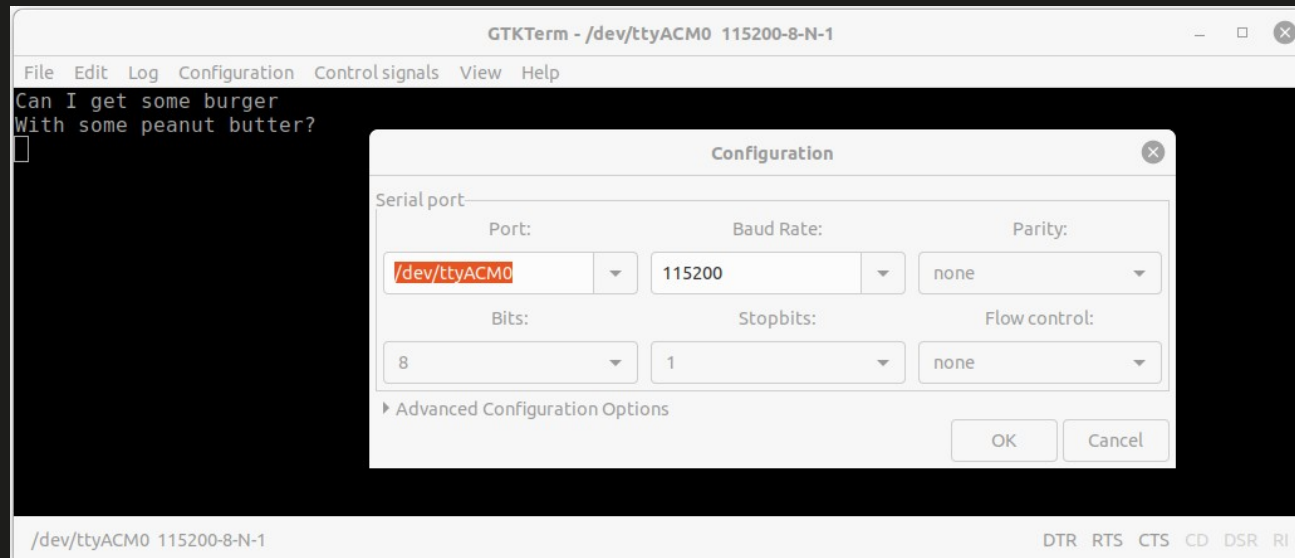 GTKTerm - /dev/ttyACM0 115200-8-N-1
File Edit Log Configuration Control signals View Help
Can I get some burger
With some peanut butter?
Configuration
Serial port
Port: Baud Rate: Parity:
/dev/ttyACM0 115200 none
Bits: Stopbits: Flow control:
8 1 none
Advanced Configuration Options
OK Cancel
/dev/ttyACM0 115200-8-N-1 DTR RTS CTS CD DSR RI